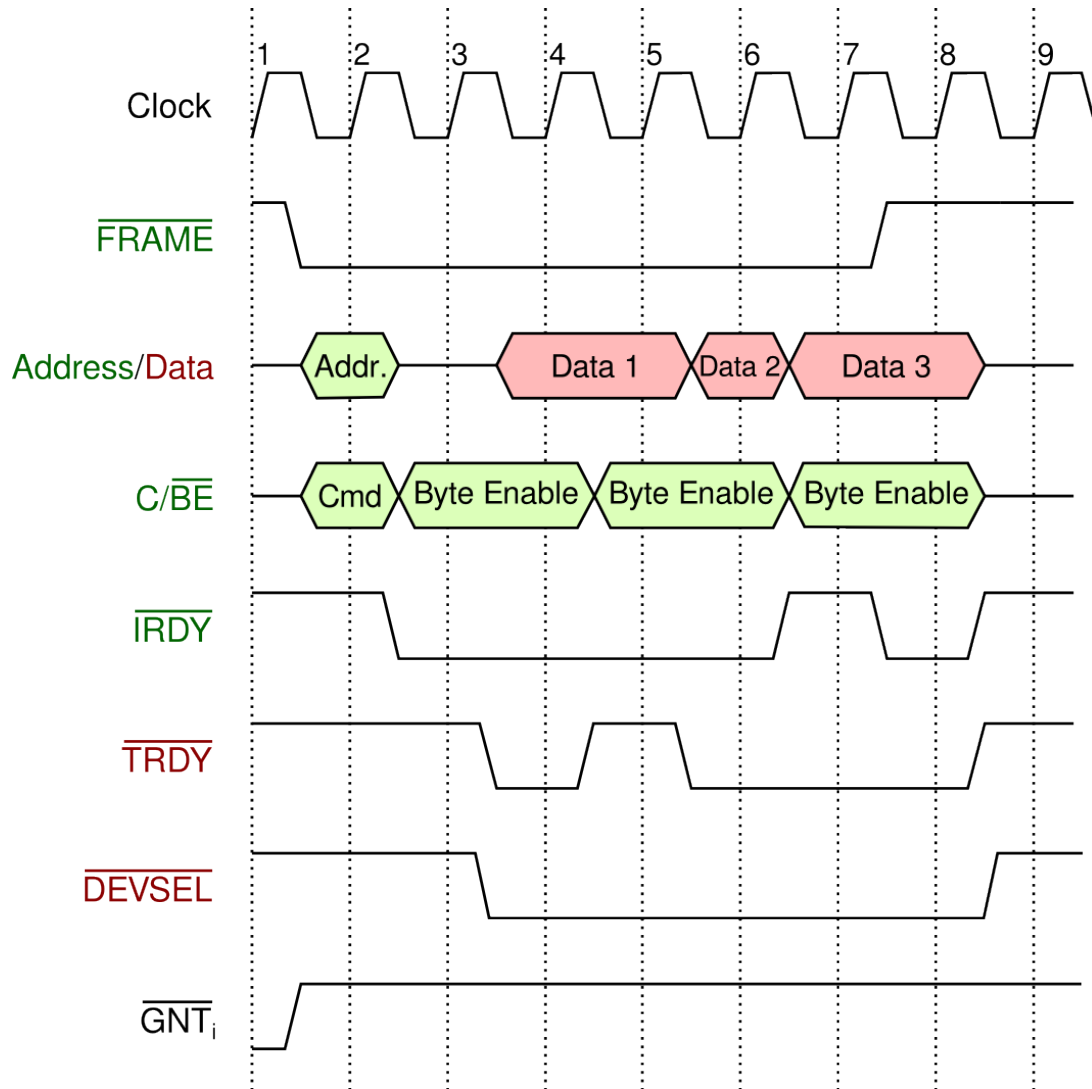 1 2 3 4 5 6 7 8 9
Clock
FRAME
Address/Data Addr. Data 1 Data 2 Data 3
C/BE Cmd Byte Enable Byte Enable Byte Enable
IRDY
TRDY
DEVSEL
GNTi